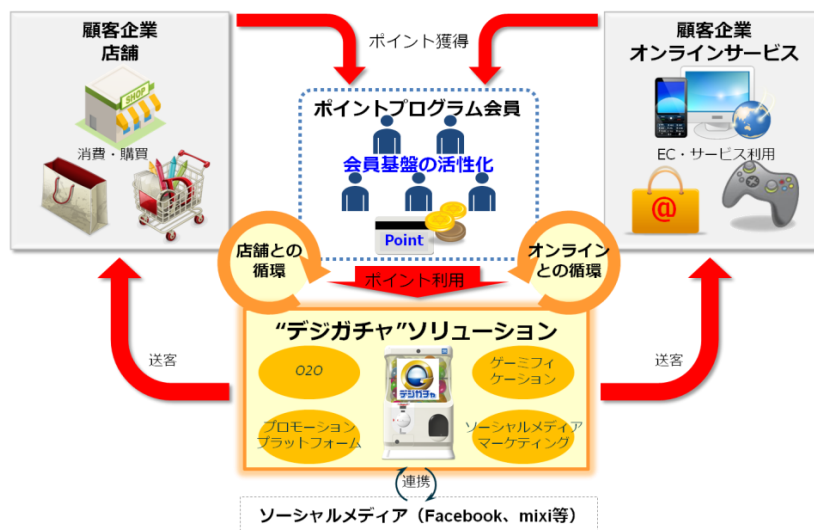 顧客企業
店舗
SHOP
消費・購買
ポイント獲得
顧客企業
オンラインサービス
EC・サービス利用
@
ポイントプログラム会員
会員基盤の活性化
Point
店舗との
循環
オンライン
との循環
ポイント利用
送客
送客
“デジガチャ”ソリューション
O2O
ゲーミフィ
ケーション
デジガチャ
プロモーション
プラットフォーム
ソーシャルメディア
マーケティング
連携
ソーシャルメディア（Facebook、mixi等）